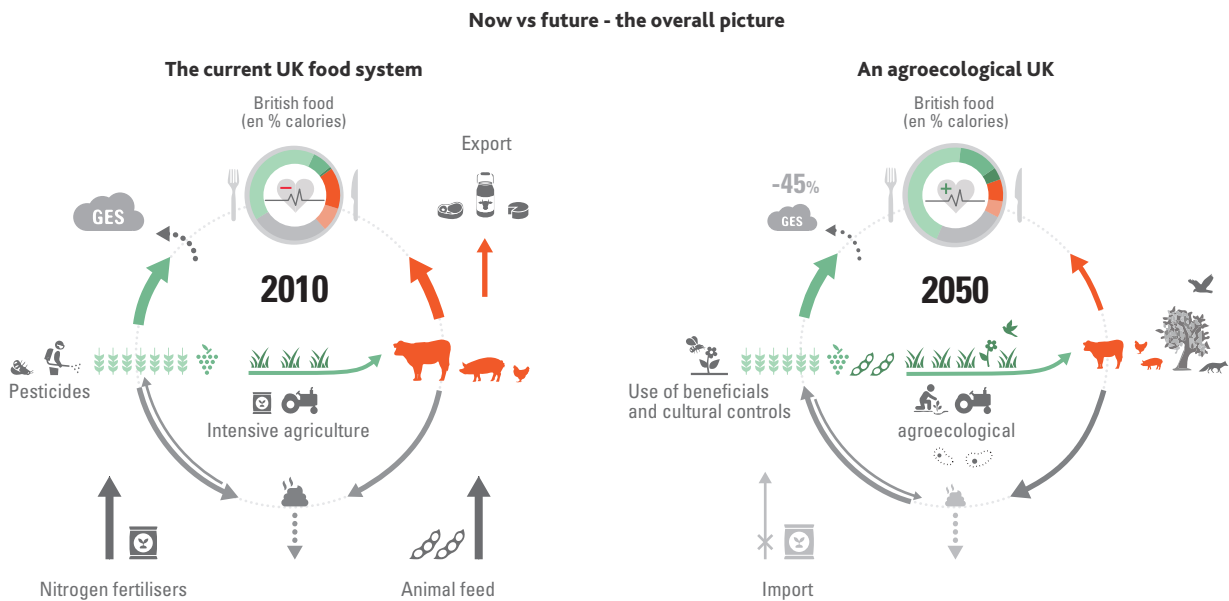 Now vs future - the overall picture
The current UK food system
British food
(en % calories)
Export
GES
2010
Pesticides
Intensive agriculture
Nitrogen fertilisers
Animal feed
An agroecological UK
British food
(en % calories)
-45%
GES
2050
Use of beneficials
and cultural controls
agroecological
Import